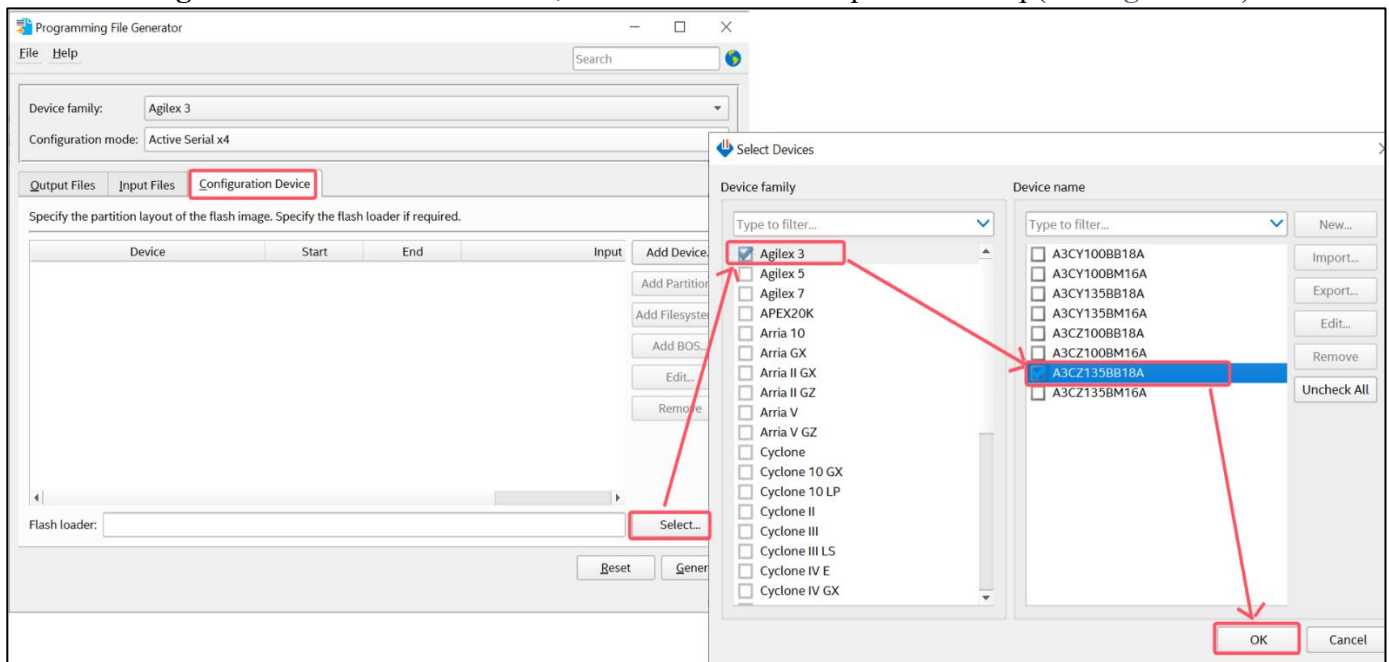 Programming File Generator
File Help
Search
Device family: Agilex 3
Configuration mode: Active Serial x4
Output Files Input Files Configuration Device
Specify the partition layout of the flash image. Specify the flash loader if required.
Device Start End Input
Add Device.
Add Partition
Add Filesyste
Add BOS..
Edit...
Remove
Flash loader: Select...
Reset Gener
Select Devices
Device family Device name
Type to filter... Type to filter... New...
Agilex 3 A3CY100BB18A Import...
Agilex 5 A3CY100BM16A
Agilex 7 A3CY135BB18A Export...
APEX20K A3CY135BM16A
Arria 10 A3CZ100BB18A Edit...
Arria GX A3CZ100BM16A Remove
Arria II GX A3CZ135BB18A
Arria II GZ A3CZ135BM16A Uncheck All
Arria V
Arria V GZ
Cyclone
Cyclone 10 GX
Cyclone 10 LP
Cyclone II
Cyclone III
Cyclone III LS
Cyclone IV E
Cyclone IV GX
OK Cancel